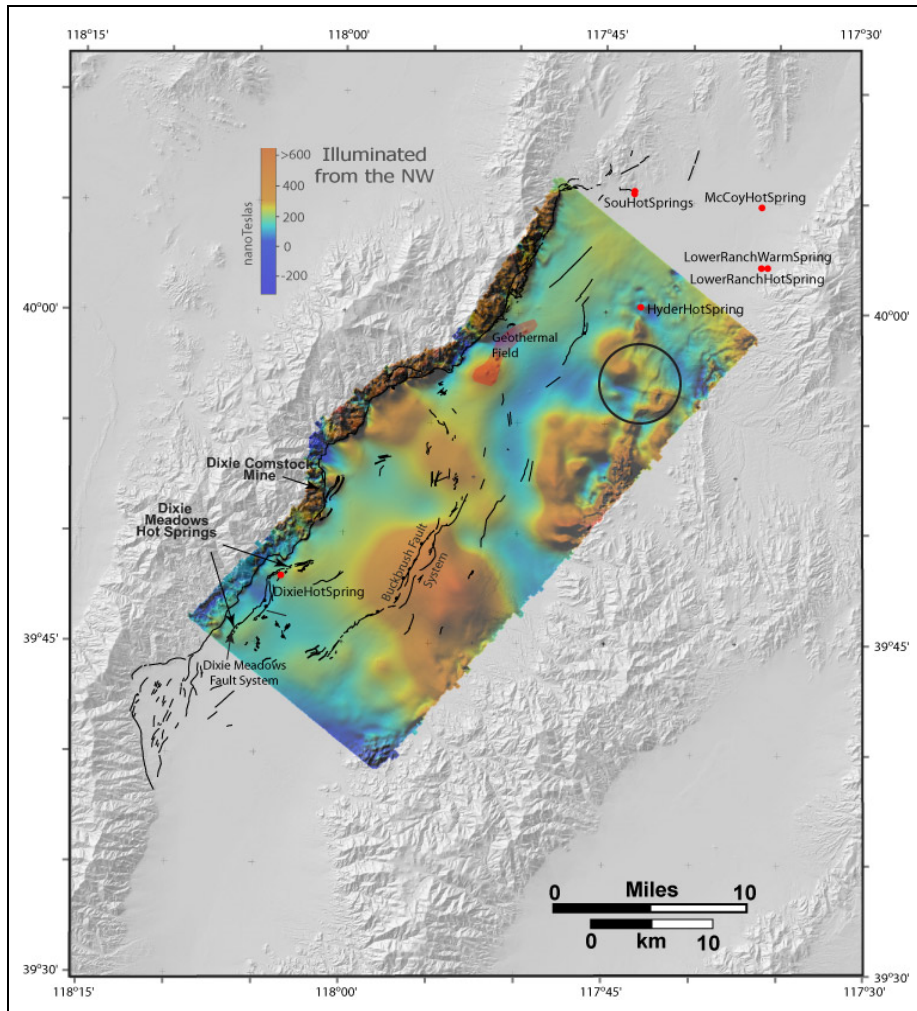 118°15'
118°00'
117°45'
117°30'
>600
400
200
0
-200
nanoTeslas
Illuminated
from the NW
SouHotSprings
McCoyHotSpring
LowerRanchWarmSpring
LowerRanchHotSpring
40°00'
HyderHotSpring
40°00'
Geothermal
Field
Dixie Comstock
Mine
Dixie
Meadows
Hot Springs
Buckbrush Fault
System
DixieHotSpring
39°45'
39°45'
Dixie Meadows
Fault System
0
Miles
10
0
km
10
39°30'
39°30'
118°15'
118°00'
117°45'
117°30'